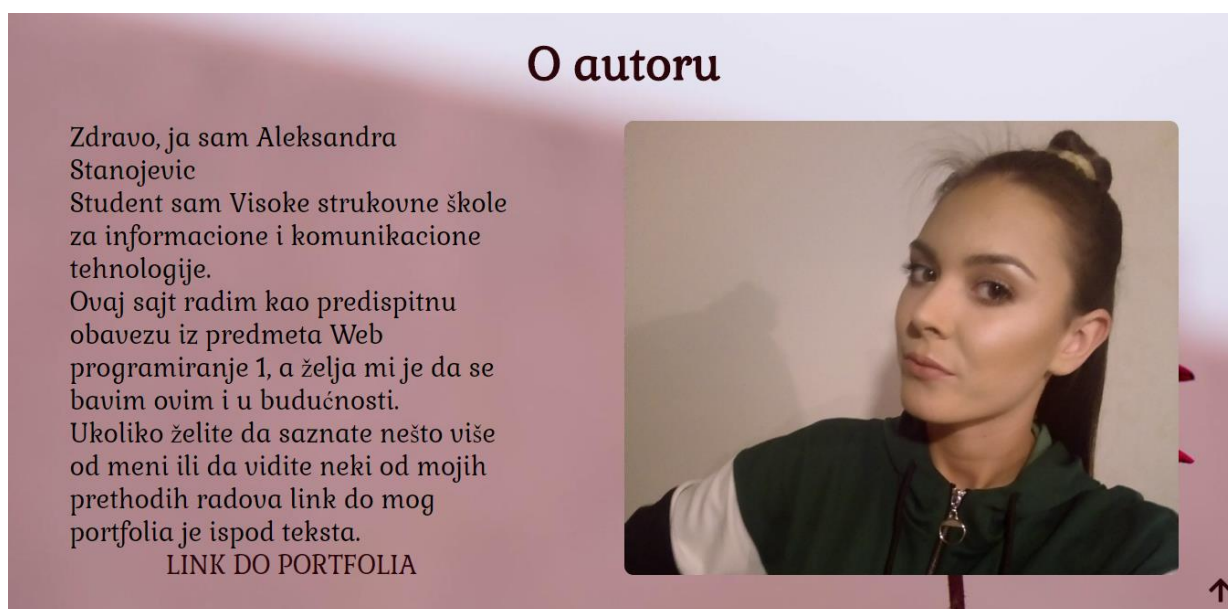 O autoru
Zdravo, ja sam Aleksandra
Stanojevic
Student sam Visoke strukovne škole
za informacione i komunikacione
tehnologije.
Ovaj sajt radim kao predispitnu
obavezu iz predmeta Web
programiranje 1, a želja mi je da se
bavim ovim i u budućnosti.
Ukoliko želite da saznate nešto više
od meni ili da vidite neki od mojih
prethodih radova link do mog
portfolia je ispod teksta.
LINK DO PORTFOLIA